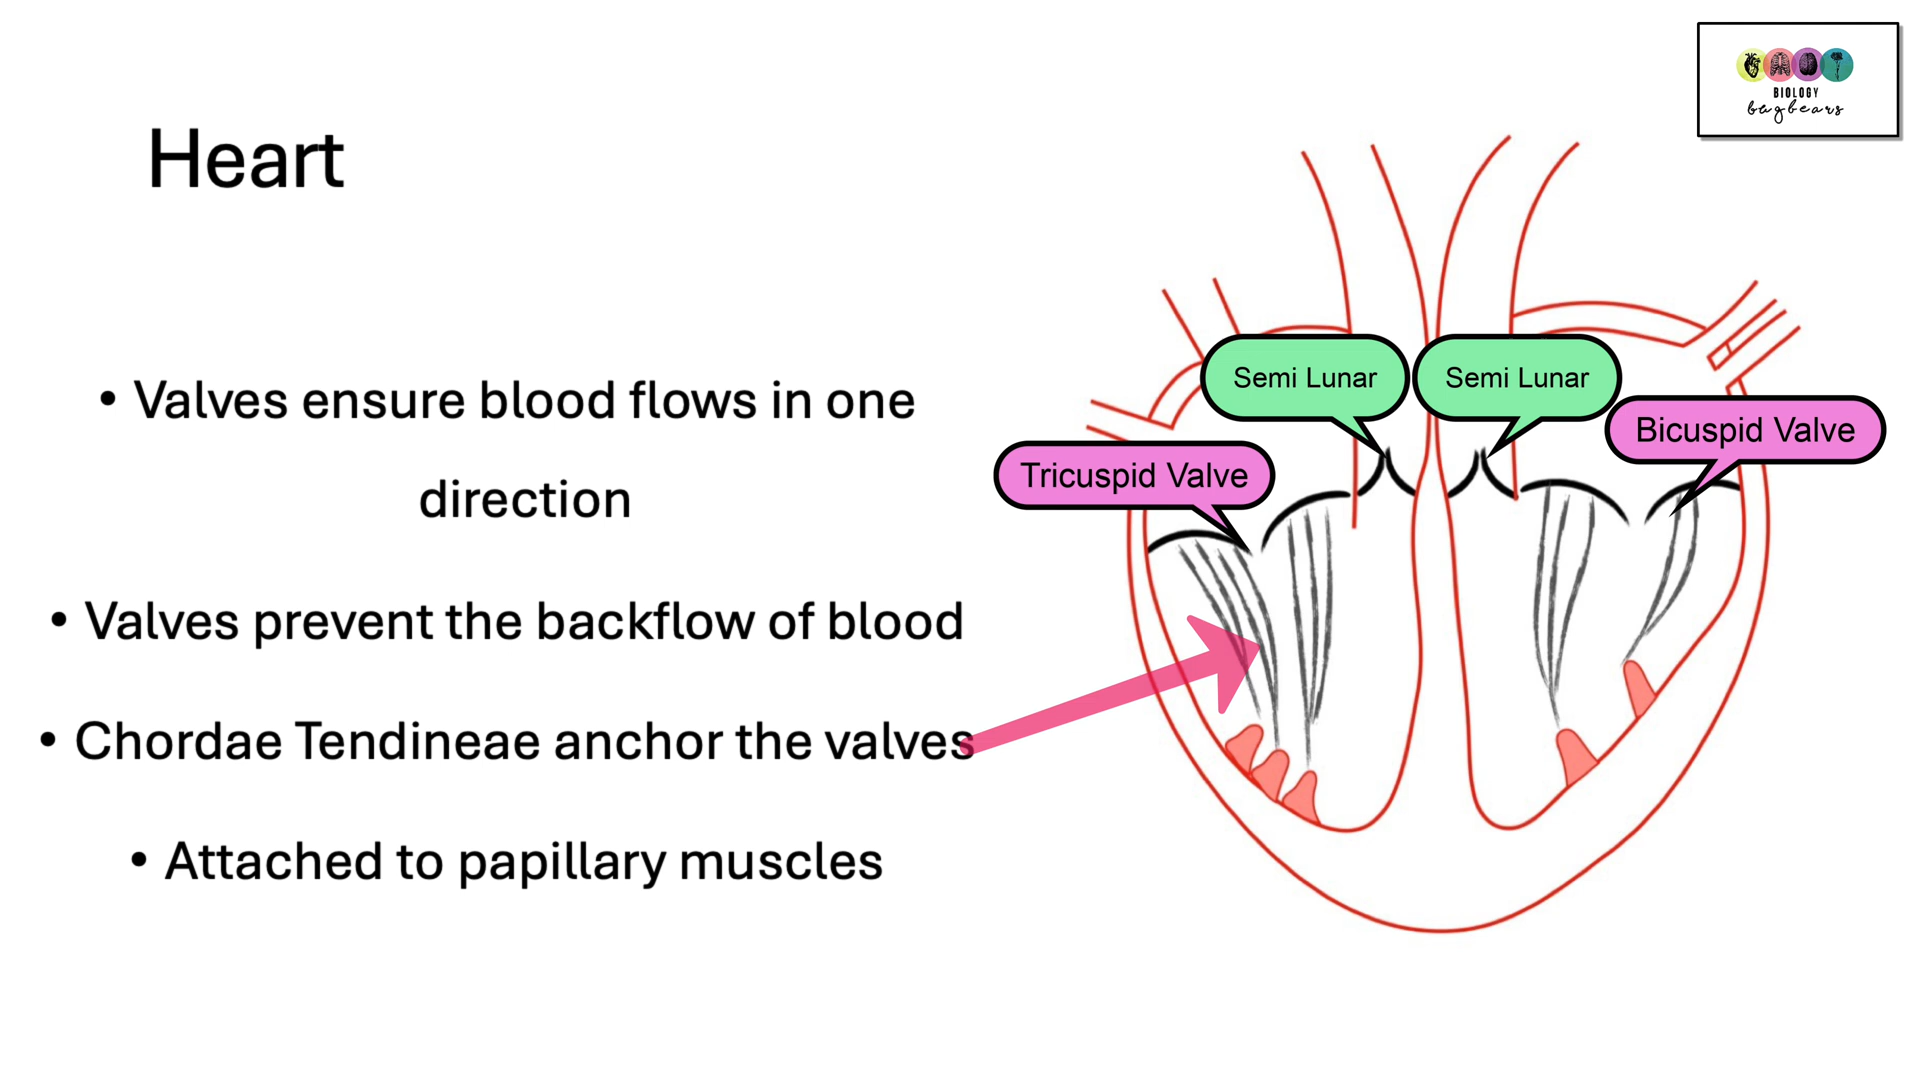 BIOLOGY
bugbears
Heart
• Valves ensure blood flows in one
direction
• Valves prevent the backflow of blood
• Chordae Tendineae anchor the valves
• Attached to papillary muscles
Semi Lunar
Semi Lunar
Bicuspid Valve
Tricuspid Valve